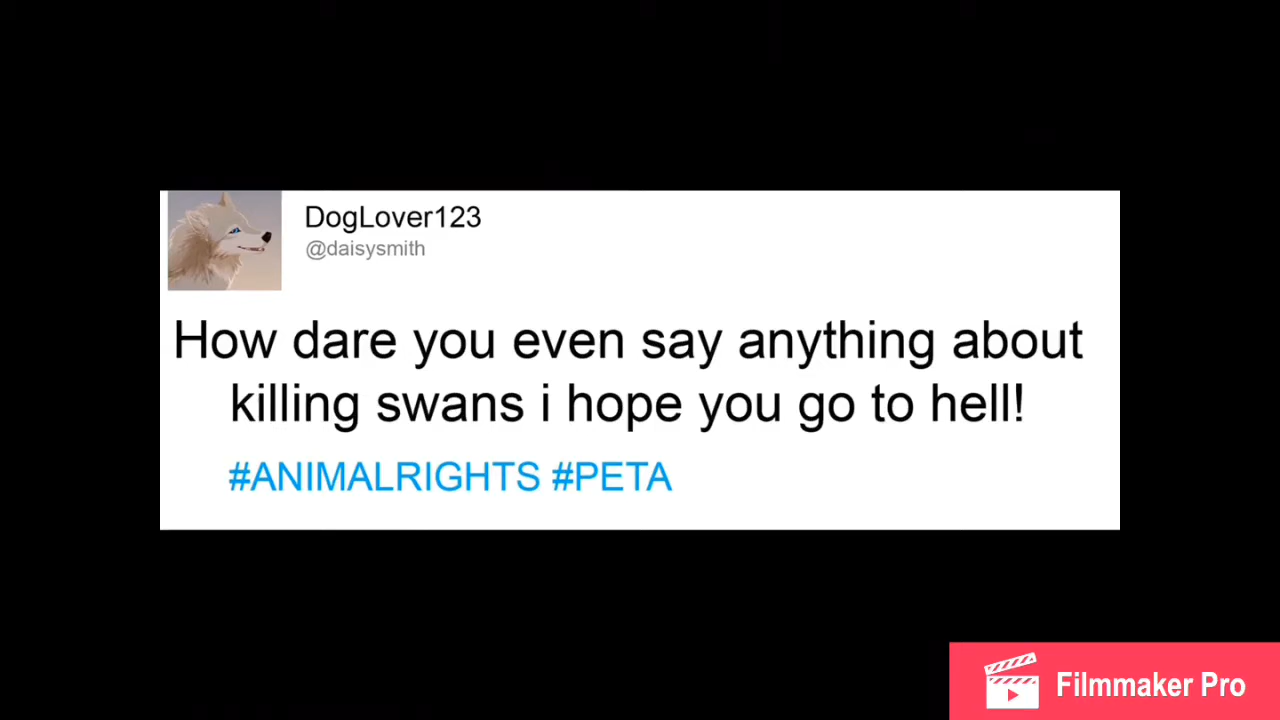 DogLover123
@daisysmith
How dare you even say anything about
killing swans i hope you go to hell!
#ANIMALRIGHTS #PETA
Filmmaker Pro